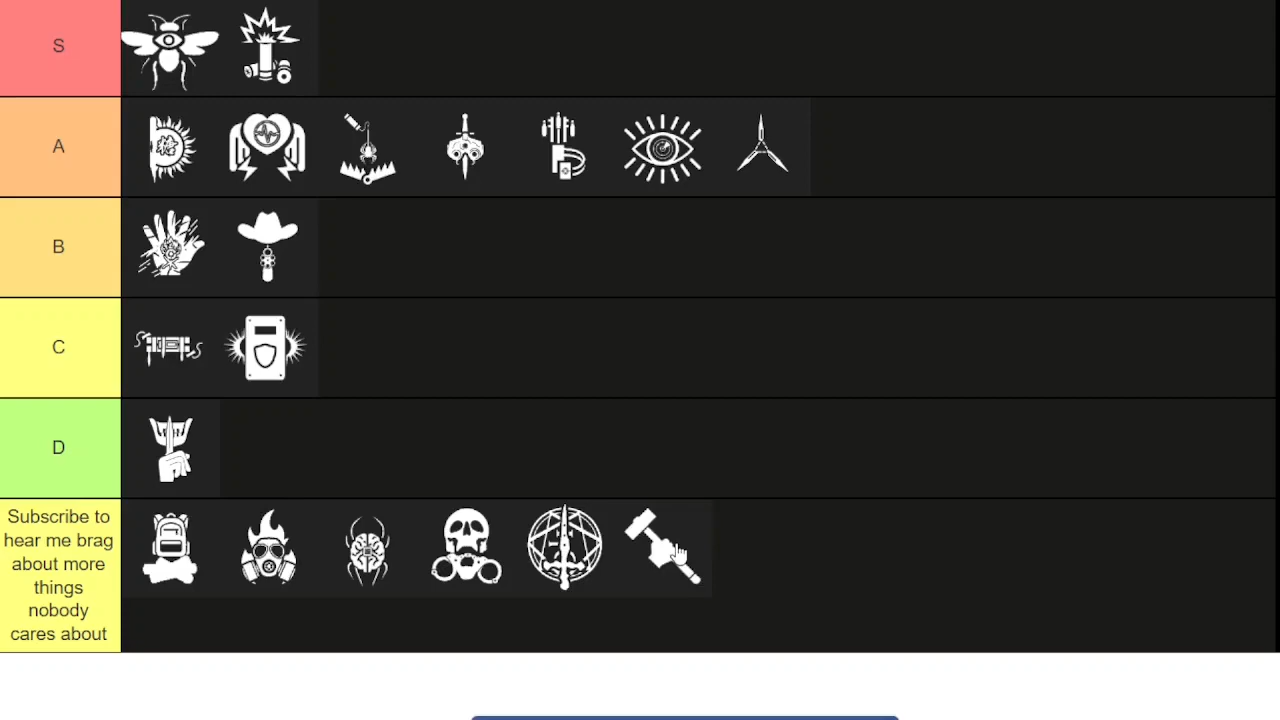 S
A
B
C
D
Subscribe to
hear me brag
about more
things
nobody
cares about